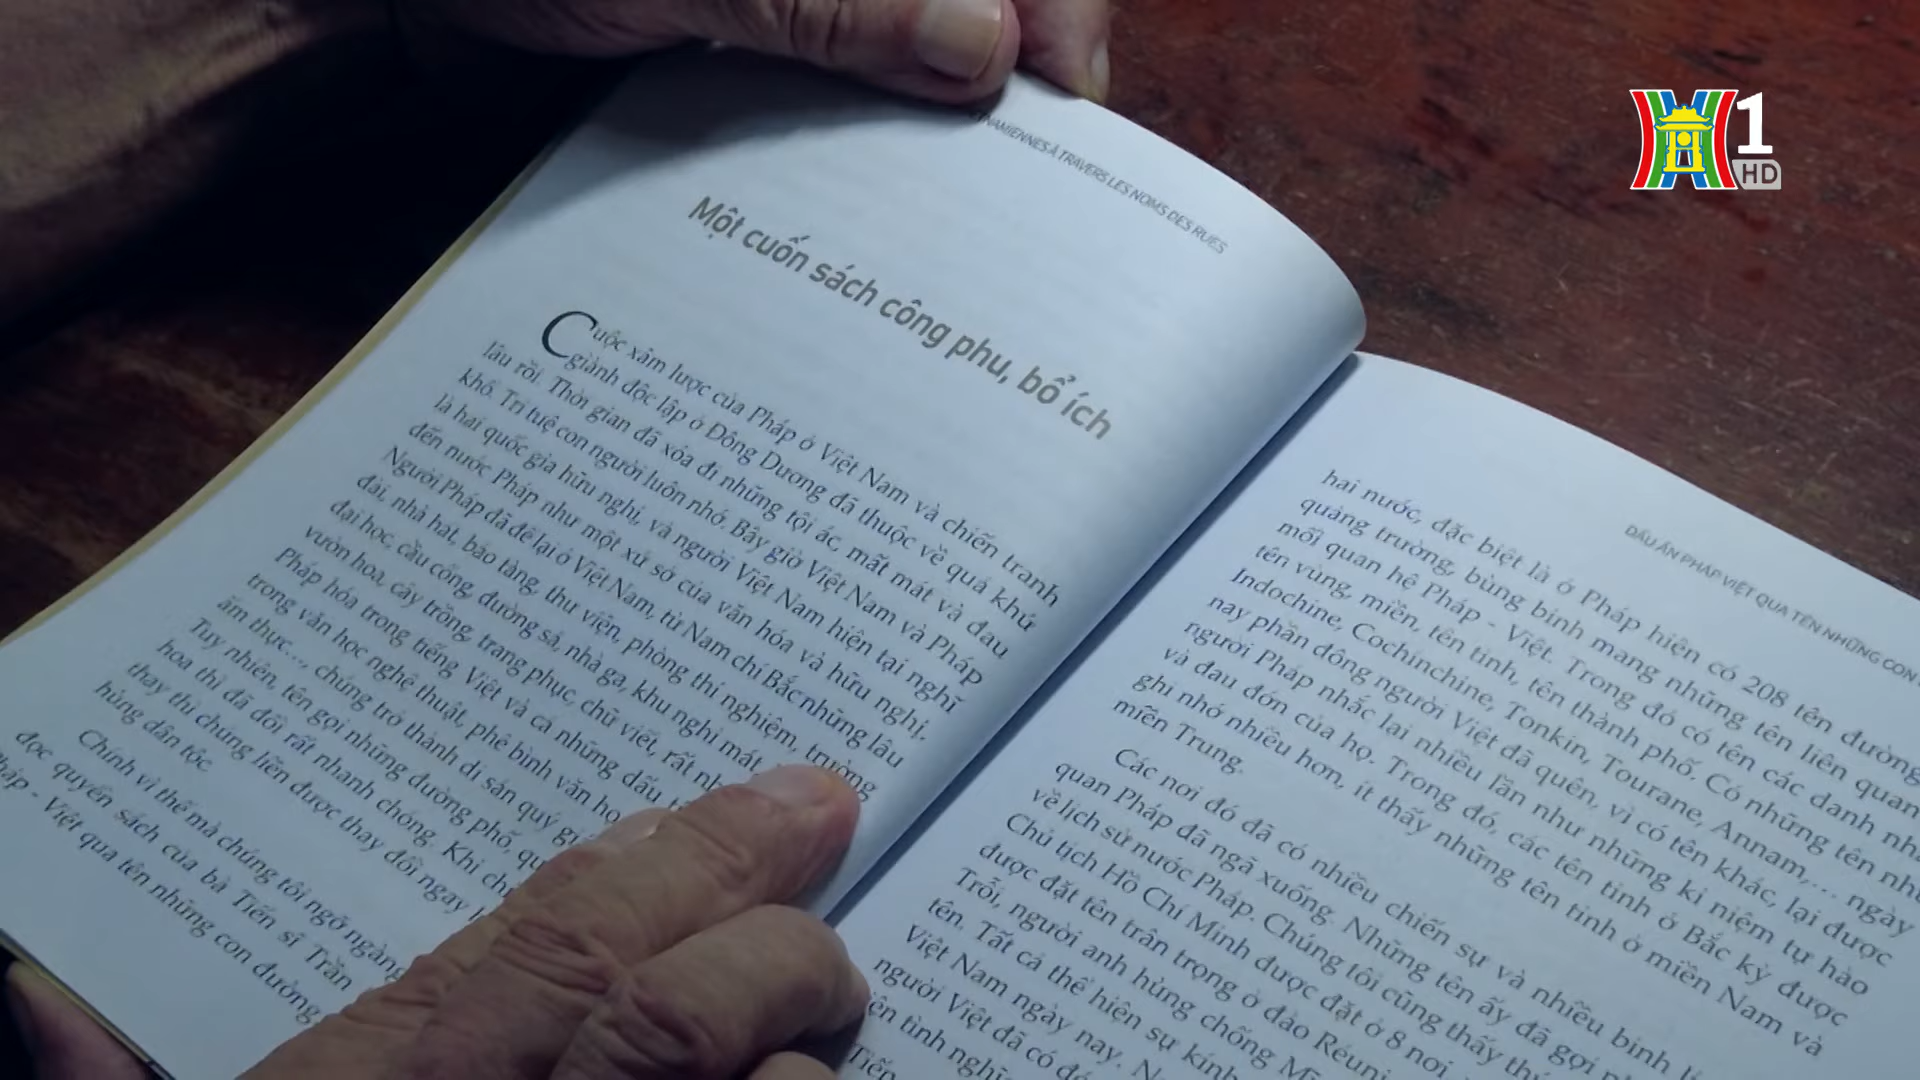 NAMIENNES À TRAVERS LES NOMS DES RUES
Một cuốn sách công phu, bổ ích
Cuộc xâm lược của Pháp ở Việt Nam và chiến tranh
giành độc lập ở Đông Dương đã thuộc về quá khứ
lâu rồi. Thời gian đã xóa đi những tội ác, mất mát và đau
khổ. Trí tuệ con người luôn nhớ. Bây giờ Việt Nam và Pháp
là hai quốc gia hữu nghị, và người Việt Nam hiện tại nghĩ
đến nước Pháp như một xứ sở của văn hóa và hữu nghị,
Người Pháp đã để lại ở Việt Nam, từ Nam chí Bắc những lâu
đài, nhà hát, bảo tàng, thư viện, phòng thí nghiệm, trường
đại học, cầu cống, đường sá, nhà ga, khu nghỉ mát,
vườn hoa, cây trồng, trang phục, chữ viết, rất
Pháp hóa trong tiếng Việt và cả những dấu,
trong văn học nghệ thuật, phê bình văn
ẩm thực..., chúng trở thành di sản quý
Tuy nhiên, tên gọi những đường phố,
hoa thì đã đổi rất nhanh chóng. Khi
thay thì chúng liền được thay đổi ngay
hùng dân tộc.
Chính vì thế mà chúng tôi ngỡ ngàng
đọc quyển sách của bà Tiến sĩ Trần
Pháp - Việt qua tên những con đường,
DẤU ẤN PHÁP VIỆT QUA TÊN NHỮNG CON
hai nước, đặc biệt là ở Pháp hiện có 208 tên đường
quảng trường, bùng binh mang những tên liên quan
mối quan hệ Pháp - Việt. Trong đó có tên các danh
tên vùng, miền, tên tỉnh, tên thành phố. Có những tên như
Indochine, Cochinchine, Tonkin, Tourane, Annam,... ngày
nay phần đông người Việt đã quên, vì có tên khác, lại được
người Pháp nhắc lại nhiều lần như những kỉ niệm tự hào
và đau đớn của họ. Trong đó, các tên tỉnh ở Bắc kỳ được
ghi nhớ nhiều hơn, ít thấy những tên tỉnh ở miền Nam và
miền Trung.
Các nơi đó đã có nhiều chiến sự và nhiều binh
quan Pháp đã ngã xuống. Những tên ấy đã gợi
về lịch sử nước Pháp. Chúng tôi cũng thấy
Chủ tịch Hồ Chí Minh được đặt ở 8 nơi
được đặt tên trân trọng ở đảo
Trỗi, người anh hùng chống
tên. Tất cả thể hiện sự
Việt Nam ngày nay.
người Việt đã có
tình
Tiến
1
HD